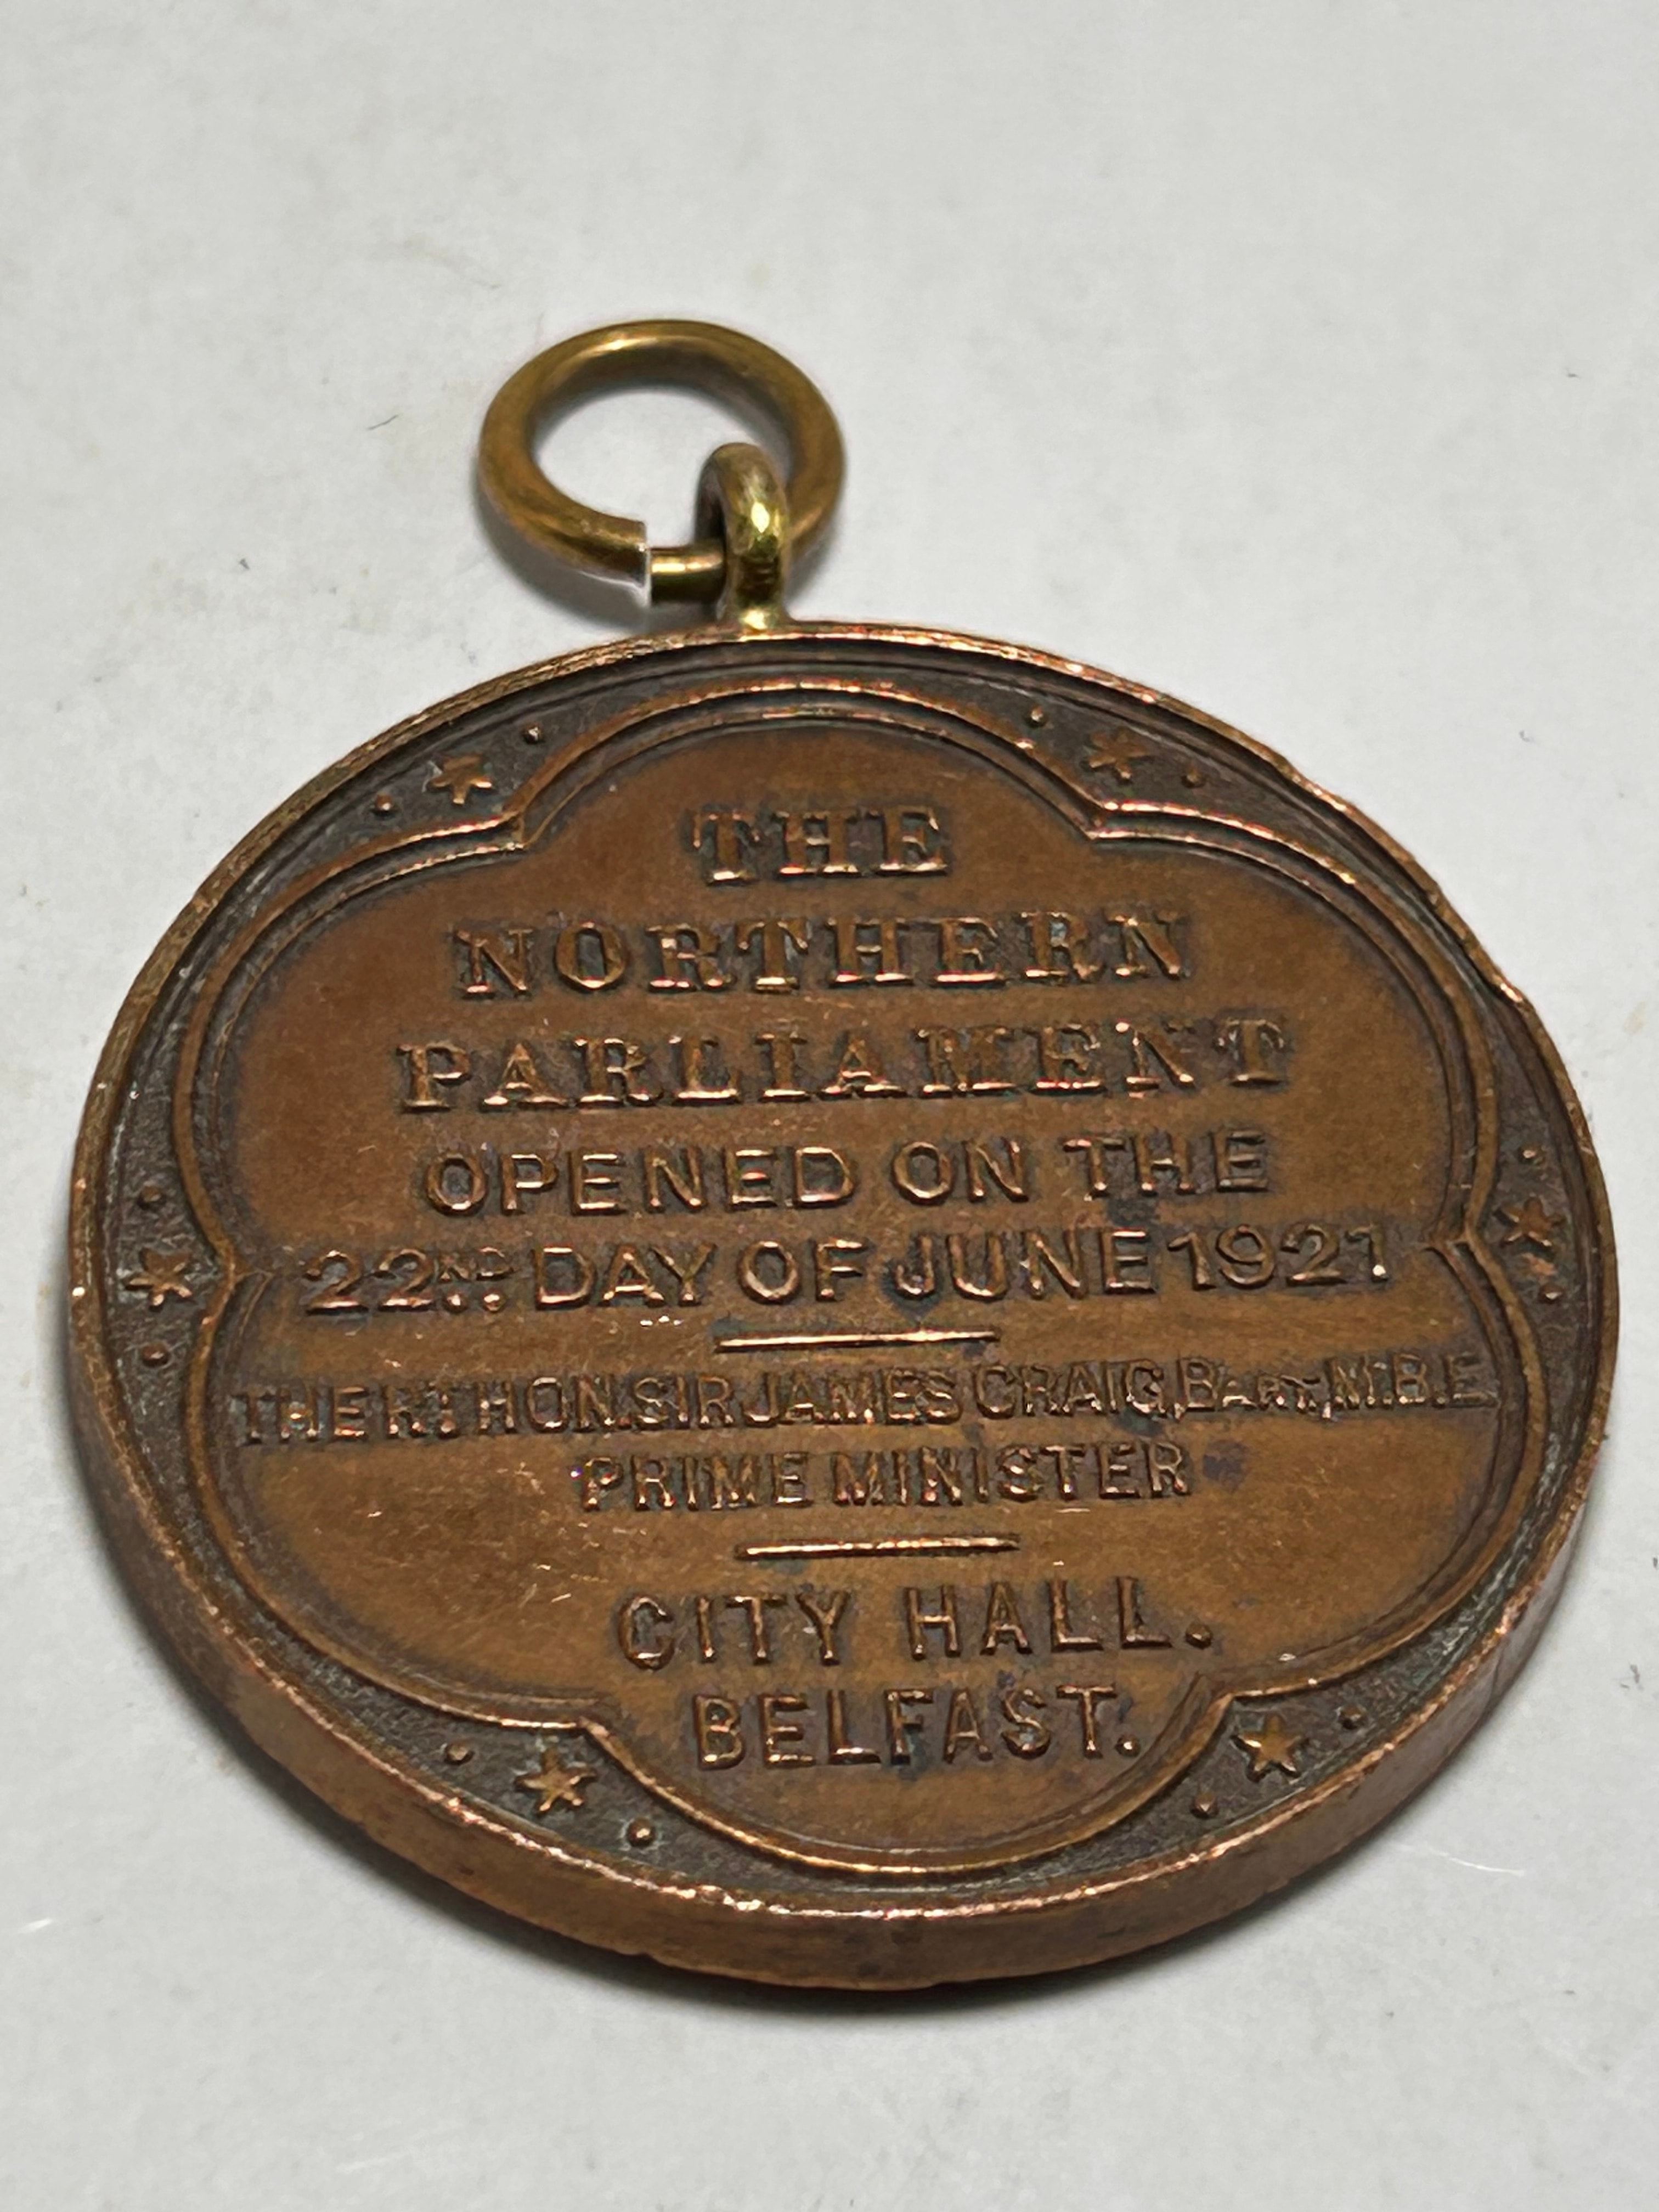 THE
NORTHERN
PARLIAMENT
OPENED ON THE
22ND. DAY OF JUNE 1921
THE RT HON. SIR JAMES CRAIG, BART., M.B.E
PRIME MINISTER
CITY HALL.
BELFAST.